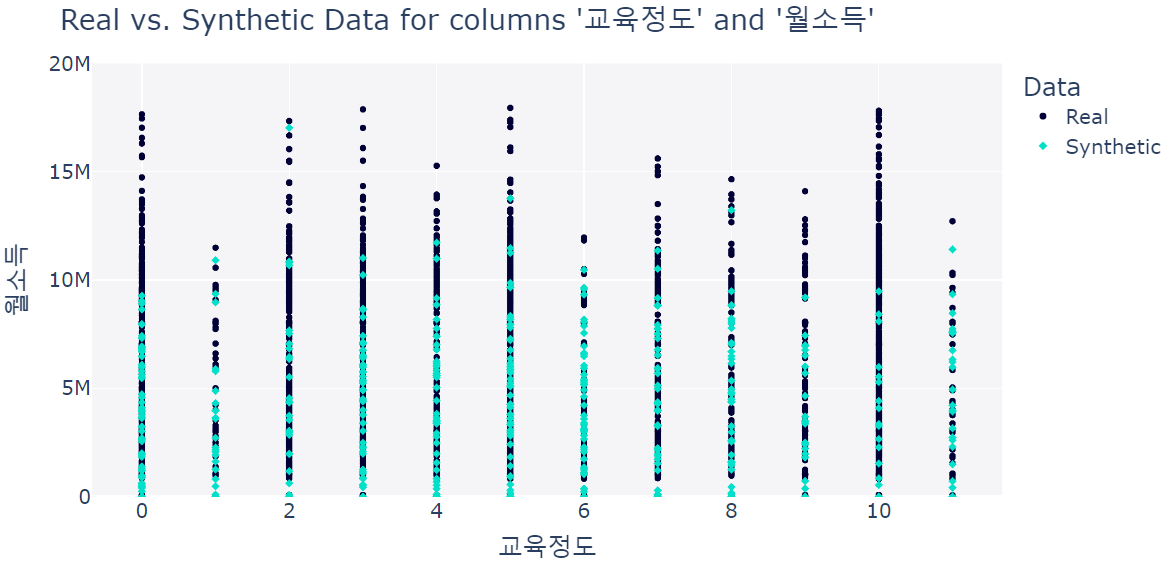 Real vs. Synthetic Data for columns '교육정도' and '월소득'
20M
15M
10M
5M
0
월소득
0 2 4 6 8 10
교육정도
Data
Real
Synthetic